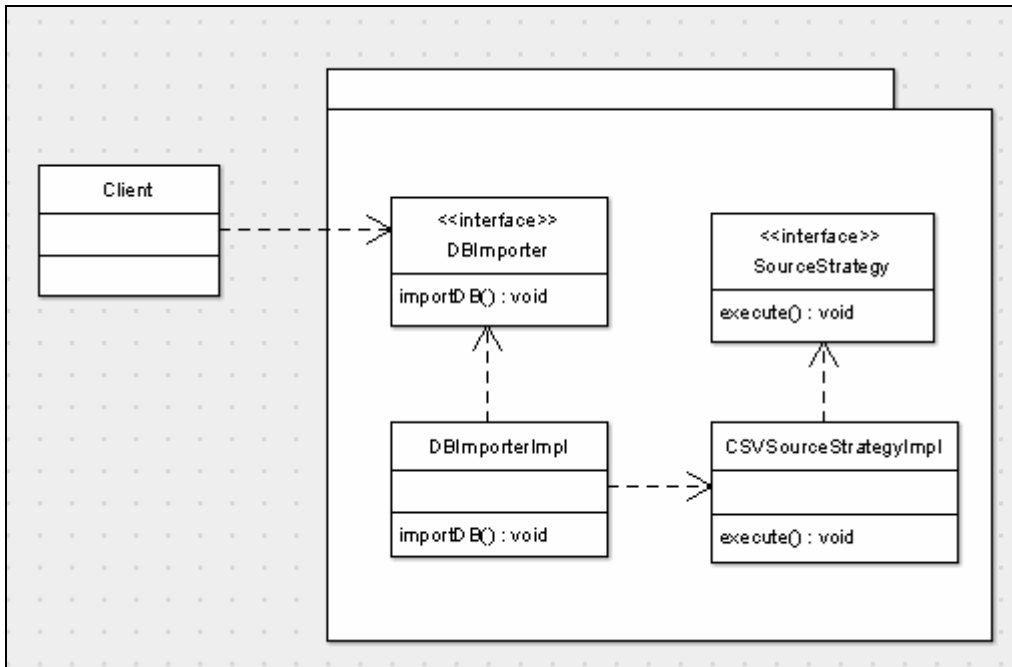 Client
<<interface>>
DBImporter
importDB() : void
<<interface>>
SourceStrategy
execute() : void
DBImporterImpl
importDB() : void
CSVSourceStrategyImpl
execute() : void